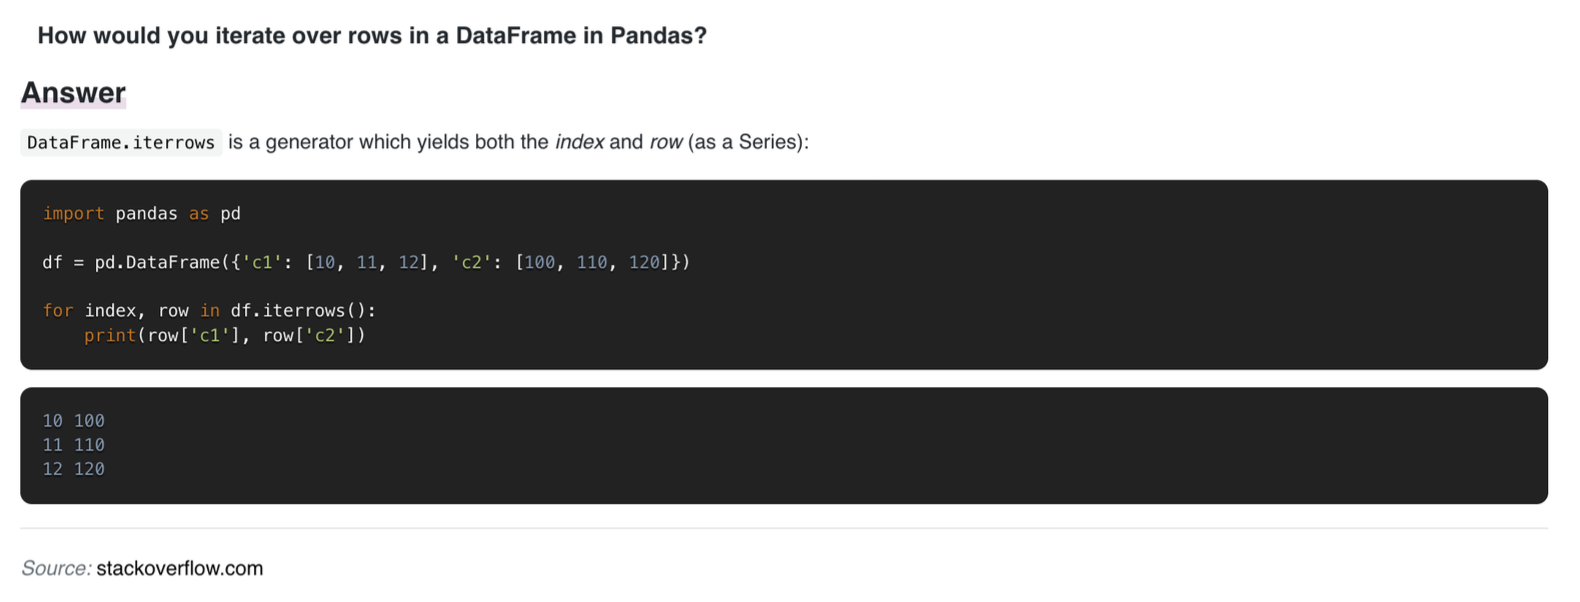 How would you iterate over rows in a DataFrame in Pandas?
Answer
DataFrame.iterrows is a generator which yields both the index and row (as a Series):
import pandas as pd
df = pd.DataFrame({'c1': [10, 11, 12], 'c2': [100, 110, 120]})
for index, row in df.iterrows():
    print(row['c1'], row['c2'])
10 100
11 110
12 120
Source: stackoverflow.com